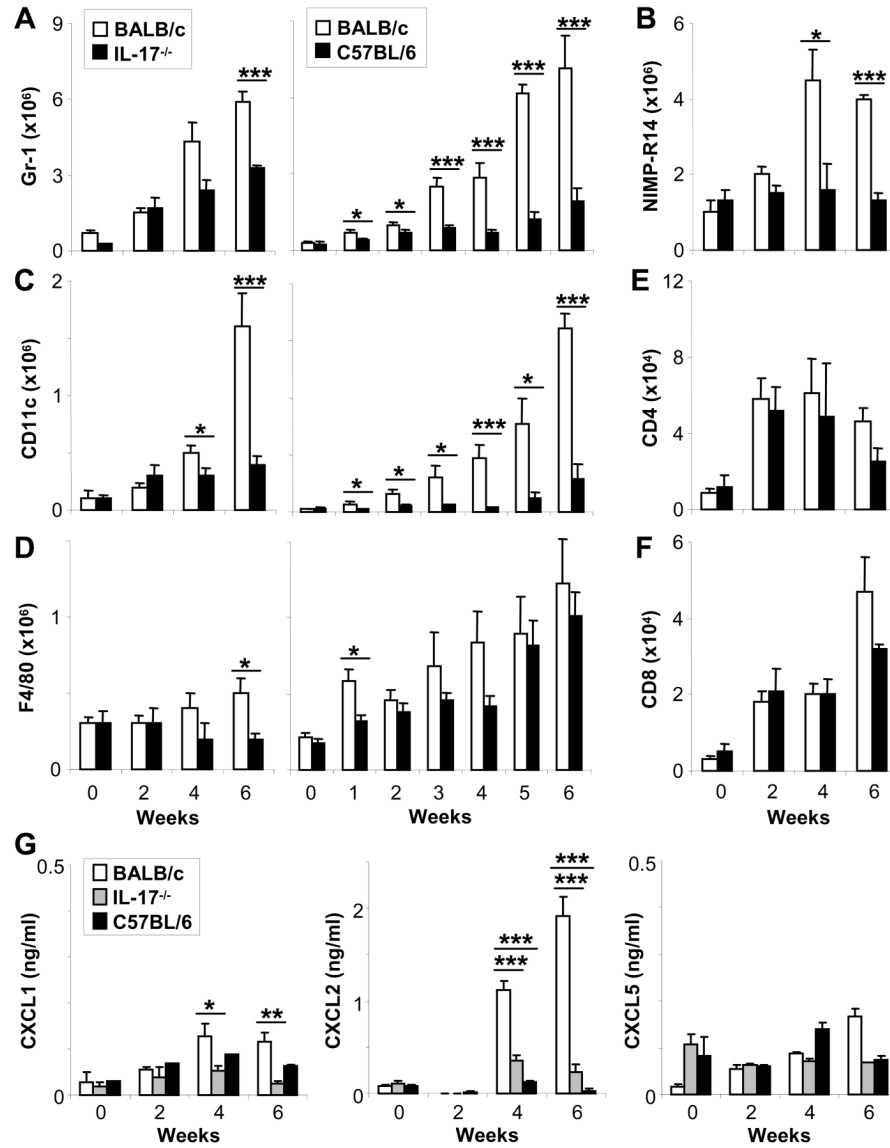 A
BALB/c
IL-17-/-
BALB/c
C57BL/6
B
Gr-1 (x10⁶)
9
6
3
0
***
* * *** *** *** ***
NIMP-R14 (x10⁶)
6
4
2
0
* ***
C
CD11c (x10⁶)
2
1
0
* ***
* * * *** * ***
E
CD4 (x10⁴)
12
8
4
0
D
F4/80 (x10⁶)
1
0
*
*
0 2 4 6
Weeks
0 1 2 3 4 5 6
Weeks
F
CD8 (x10⁴)
6
4
2
0
0 2 4 6
Weeks
G
BALB/c
IL-17-/-
C57BL/6
CXCL1 (ng/ml)
0.5
0
* **
0 2 4 6
Weeks
CXCL2 (ng/ml)
2
1
0
*** ***
*** ***
0 2 4 6
Weeks
CXCL5 (ng/ml)
0.5
0
0 2 4 6
Weeks